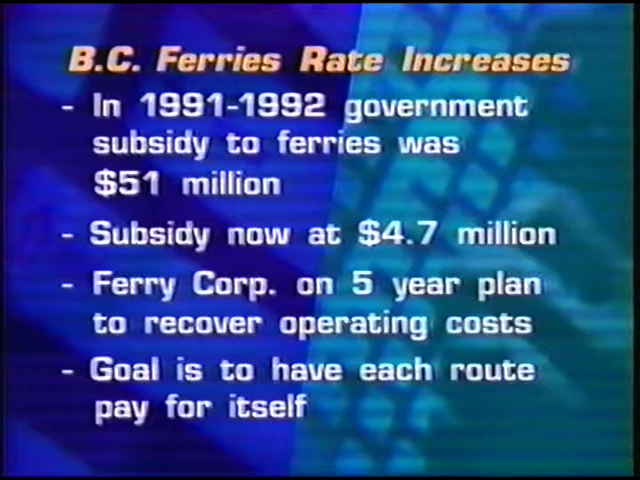 B.C. Ferries Rate Increases
- In 1991-1992 government
subsidy to ferries was
$51 million
- Subsidy now at $4.7 million
- Ferry Corp. on 5 year plan
to recover operating costs
- Goal is to have each route
pay for itself